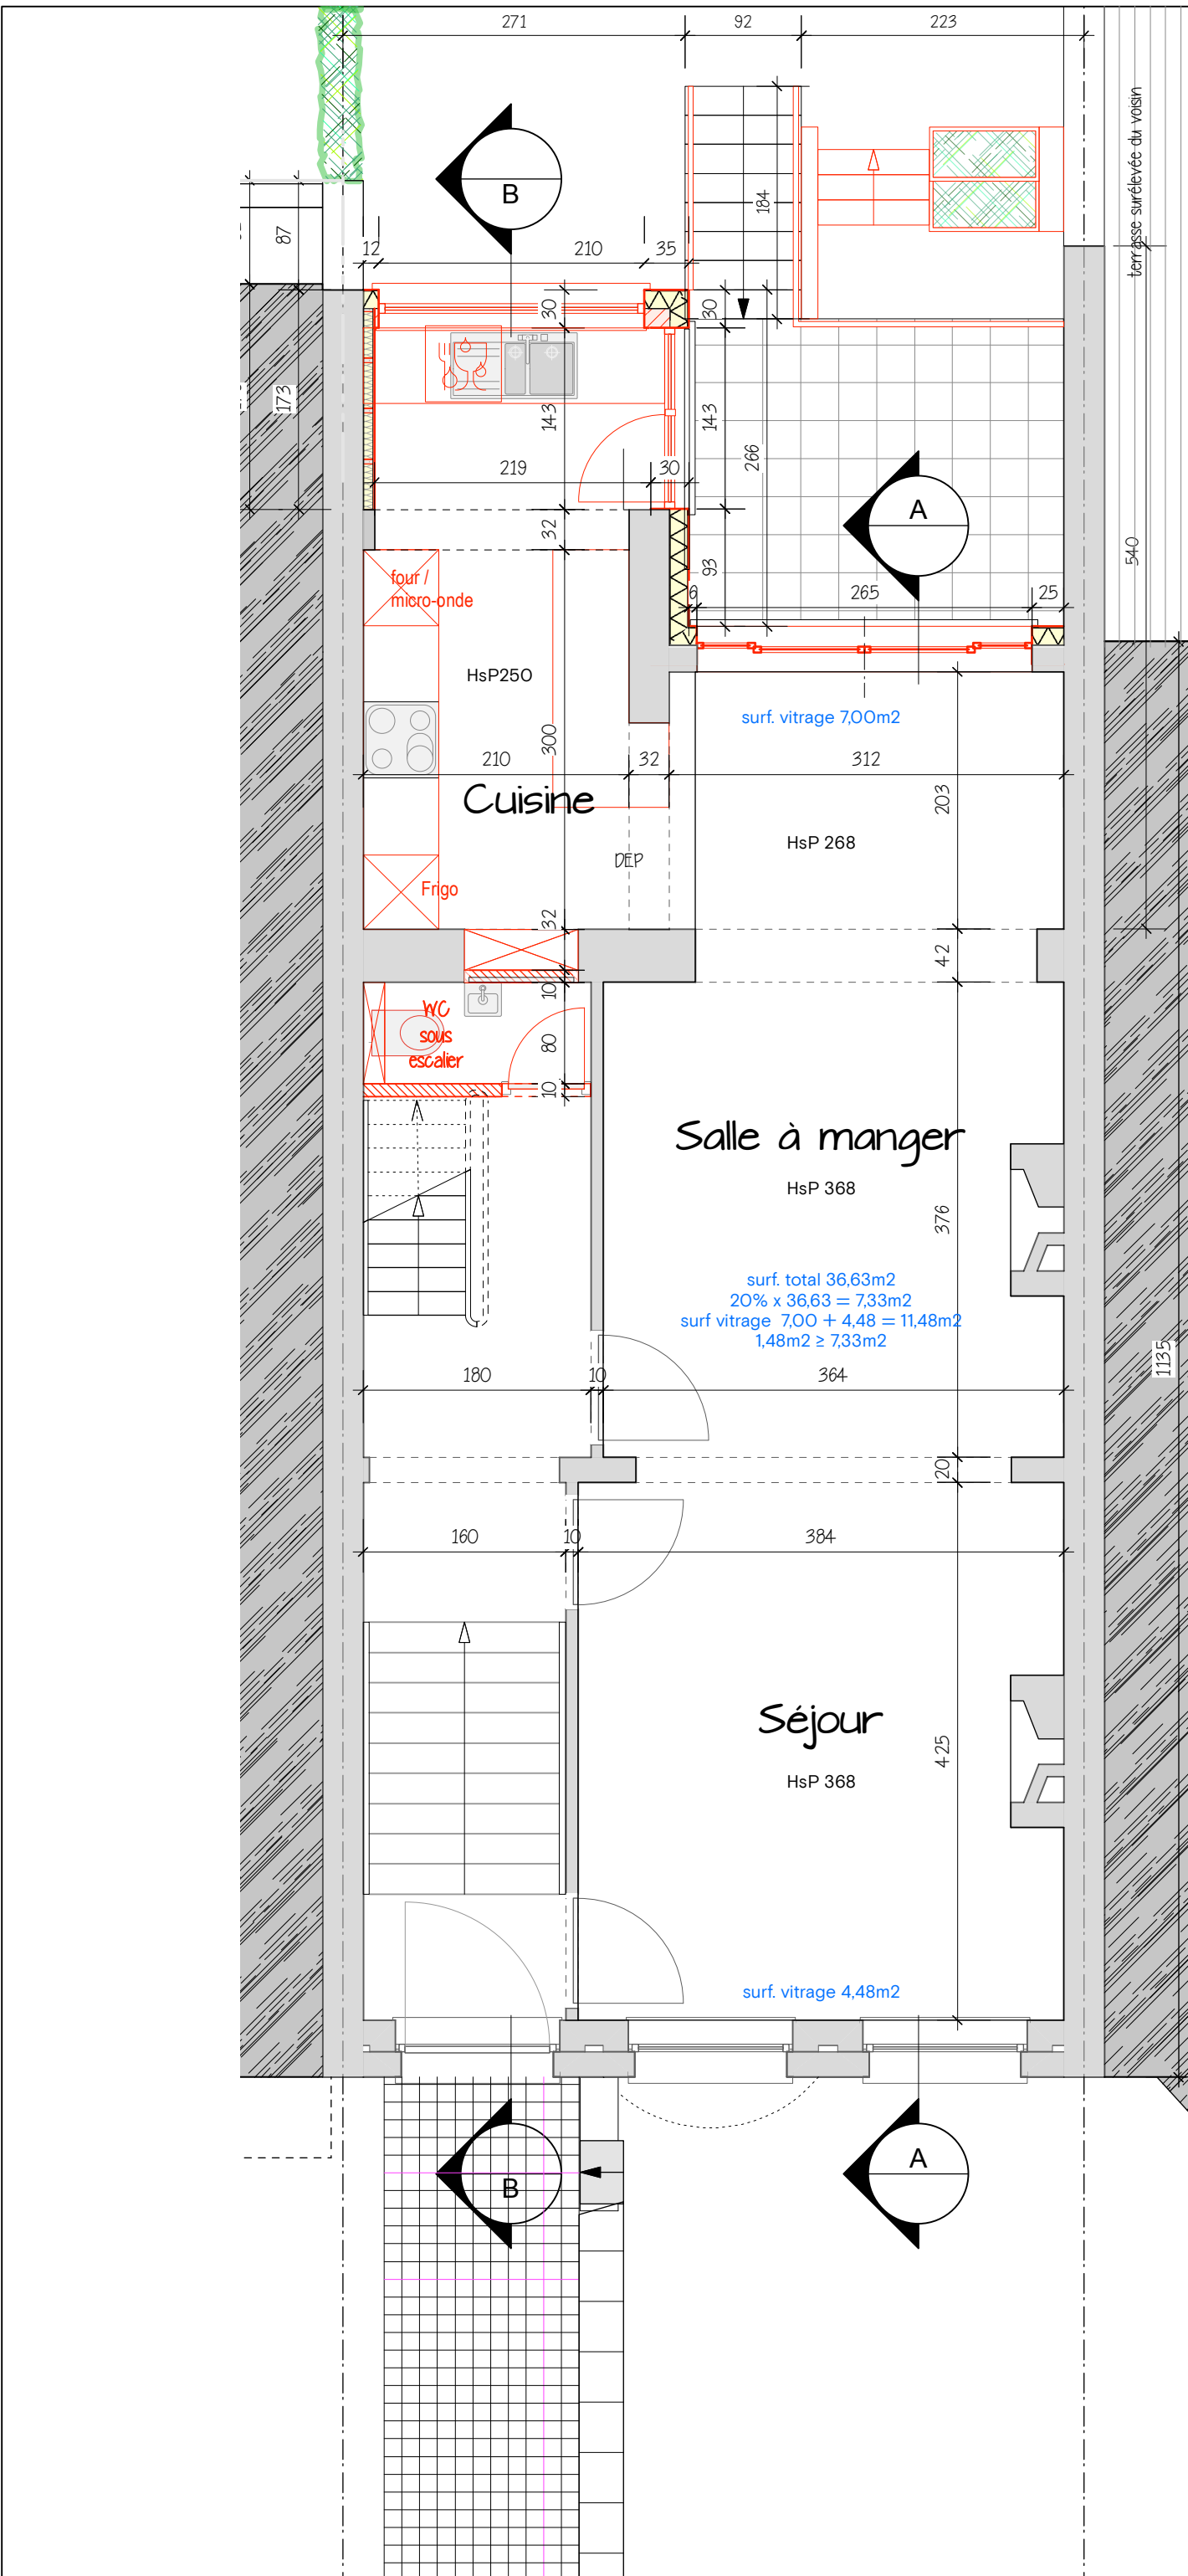 271
92
223
terrasse surélevée du voisin
B
184
87
12
210
35
30
30
173
143
143
266
219
30
A
32
540
93
6
265
25
four /
micro-onde
HsP250
surf. vitrage 7,00m2
300
210
32
312
Cuisine
203
HsP 268
DEP
Frigo
32
42
10
WC
sous
escalier
80
10
Salle à manger
HsP 368
376
surf. total 36,63m2
20% x 36,63 = 7,33m2
surf vitrage 7,00 + 4,48 = 11,48m2
1,48m2 ≥ 7,33m2
1135
180
10
364
20
160
10
384
Séjour
425
HsP 368
surf. vitrage 4,48m2
B
A